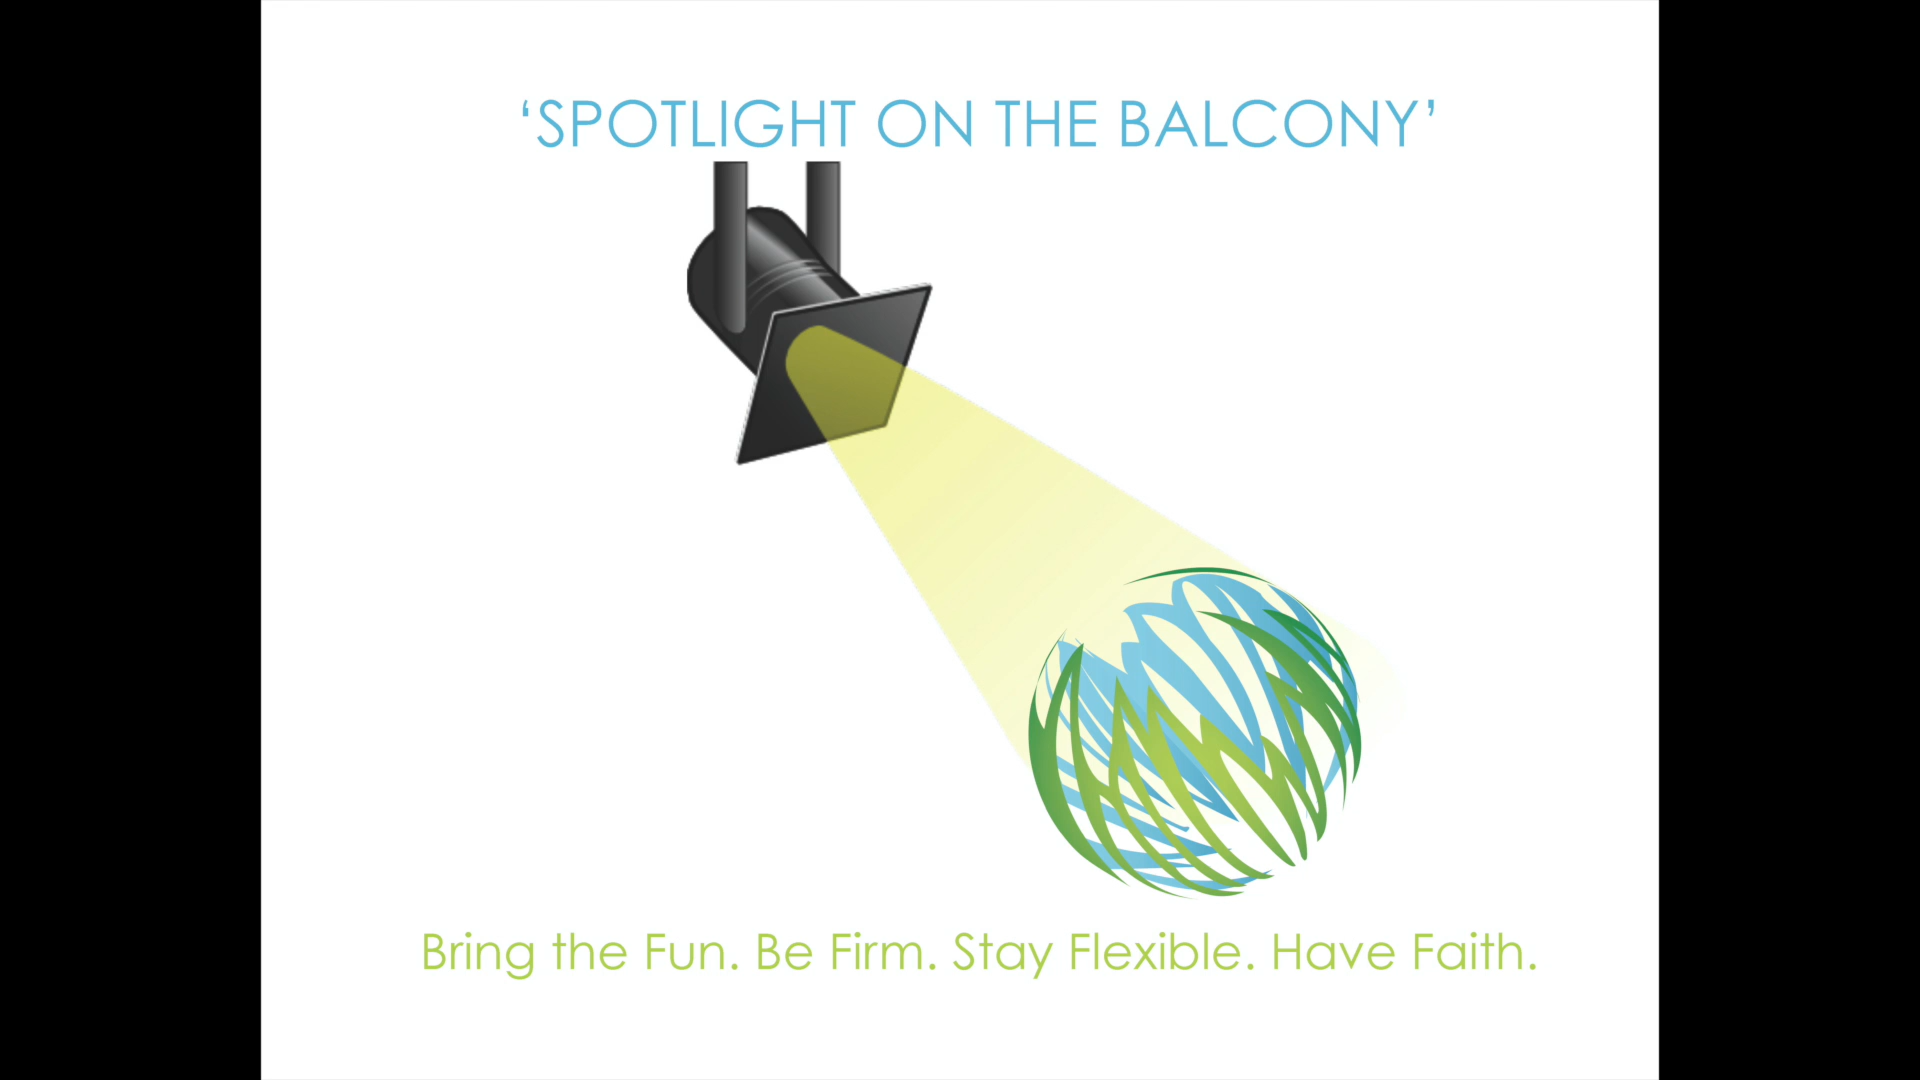 ‘SPOTLIGHT ON THE BALCONY’
Bring the Fun. Be Firm. Stay Flexible. Have Faith.